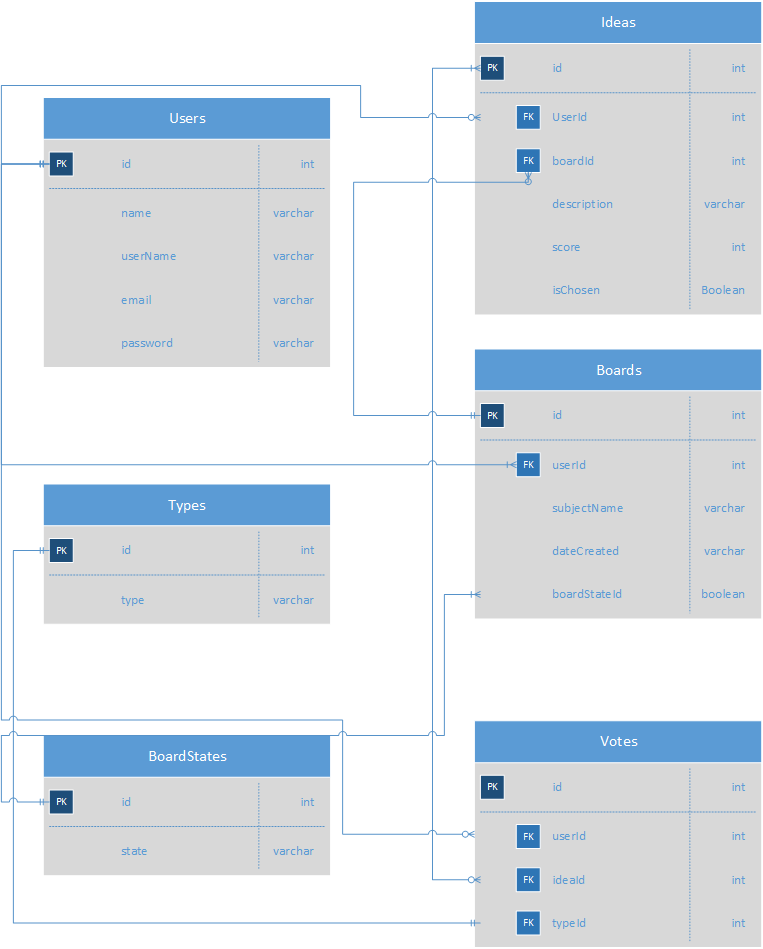 Ideas
PK id int
FK UserId int
FK boardId int
description varchar
score int
isChosen Boolean
Users
PK id int
name varchar
userName varchar
email varchar
password varchar
Boards
PK id int
FK userId int
subjectName varchar
dateCreated varchar
boardStateId boolean
Types
PK id int
type varchar
BoardStates
PK id int
state varchar
Votes
PK id int
FK userId int
FK ideaId int
FK typeId int